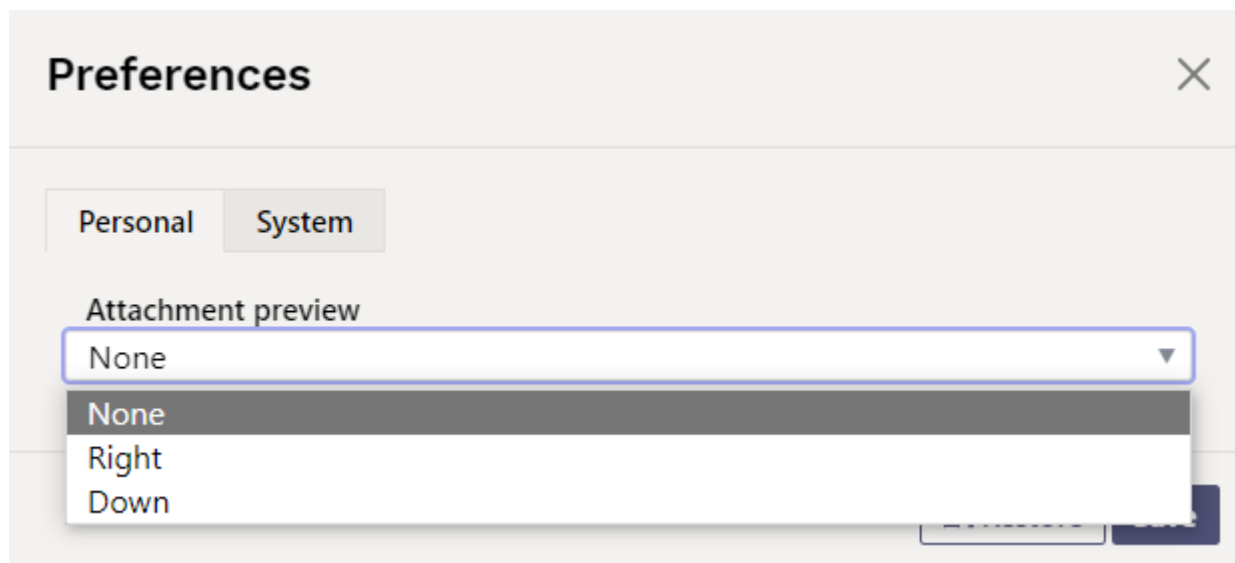 Preferences
Personal System
Attachment preview
None
None
Right
Down